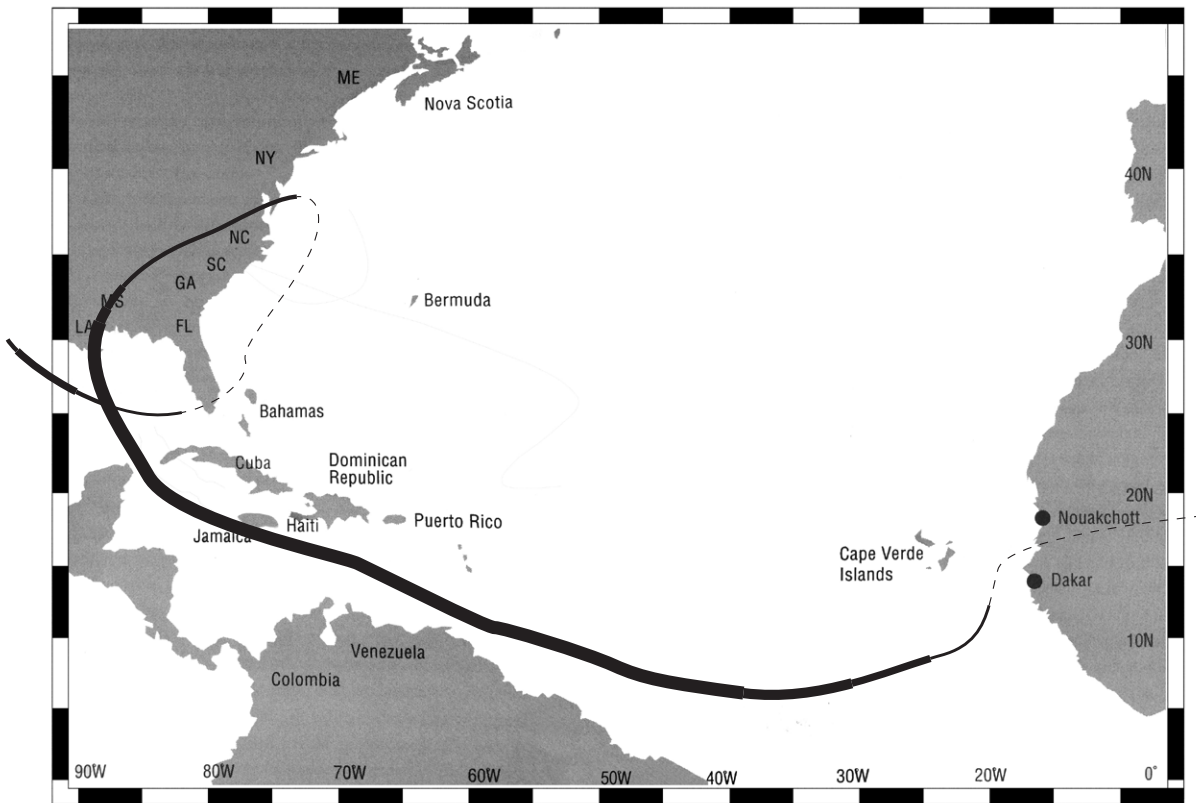 ME
Nova Scotia
NY
40N
NC
SC
GA
MS
Bermuda
LA
FL
30N
Bahamas
Cuba
Dominican
Republic
20N
Haiti
Puerto Rico
Nouakchott
Jamaica
Cape Verde
Islands
Dakar
10N
Venezuela
Colombia
90W 80W 70W 60W 50W 40W 30W 20W 0°